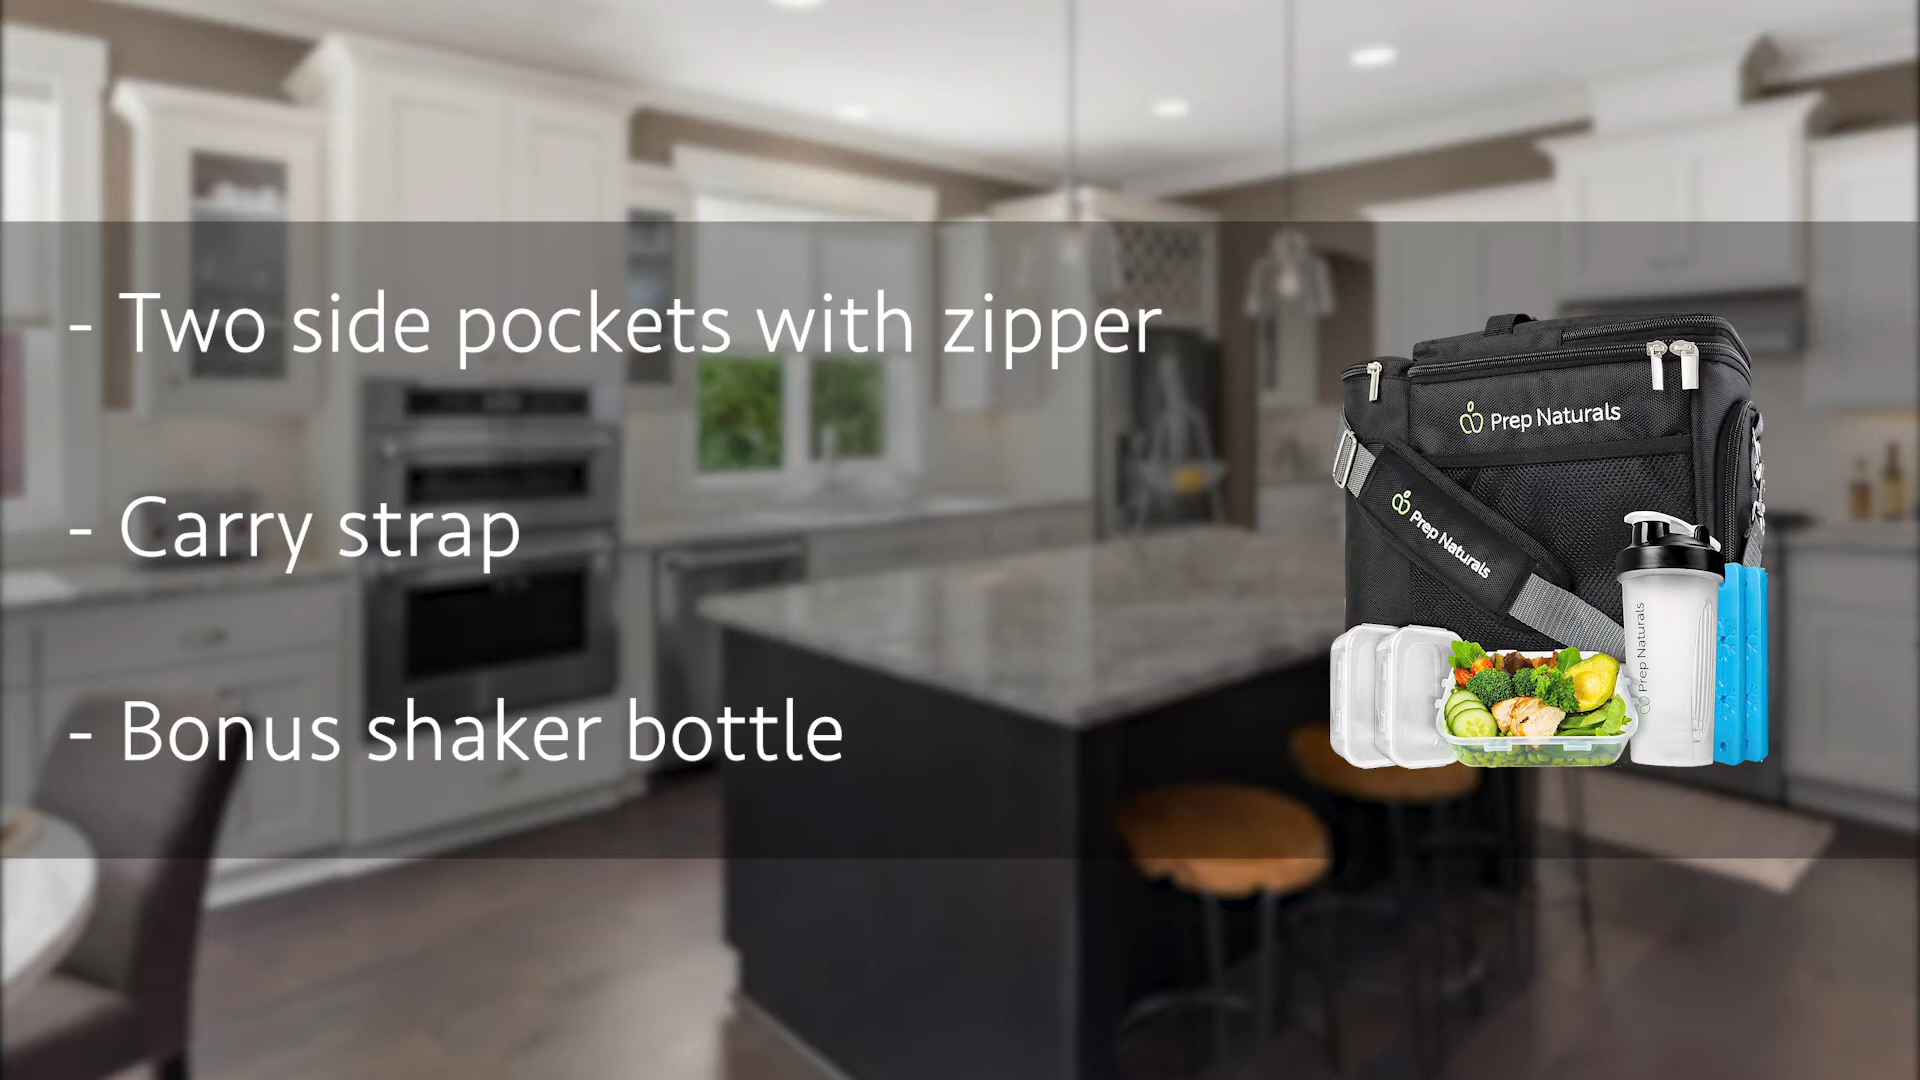 - Two side pockets with zipper
- Carry strap
- Bonus shaker bottle
Prep Naturals
Prep Naturals
Prep Naturals